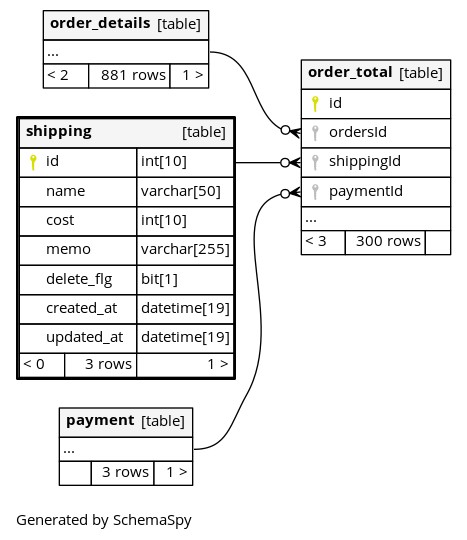 order_details [table]
...
< 2 881 rows 1 >
order_total [table]
id
ordersId
shippingId
paymentId
...
< 3 300 rows
shipping [table]
id int[10]
name varchar[50]
cost int[10]
memo varchar[255]
delete_flg bit[1]
created_at datetime[19]
updated_at datetime[19]
< 0 3 rows 1 >
payment [table]
...
3 rows 1 >
Generated by SchemaSpy